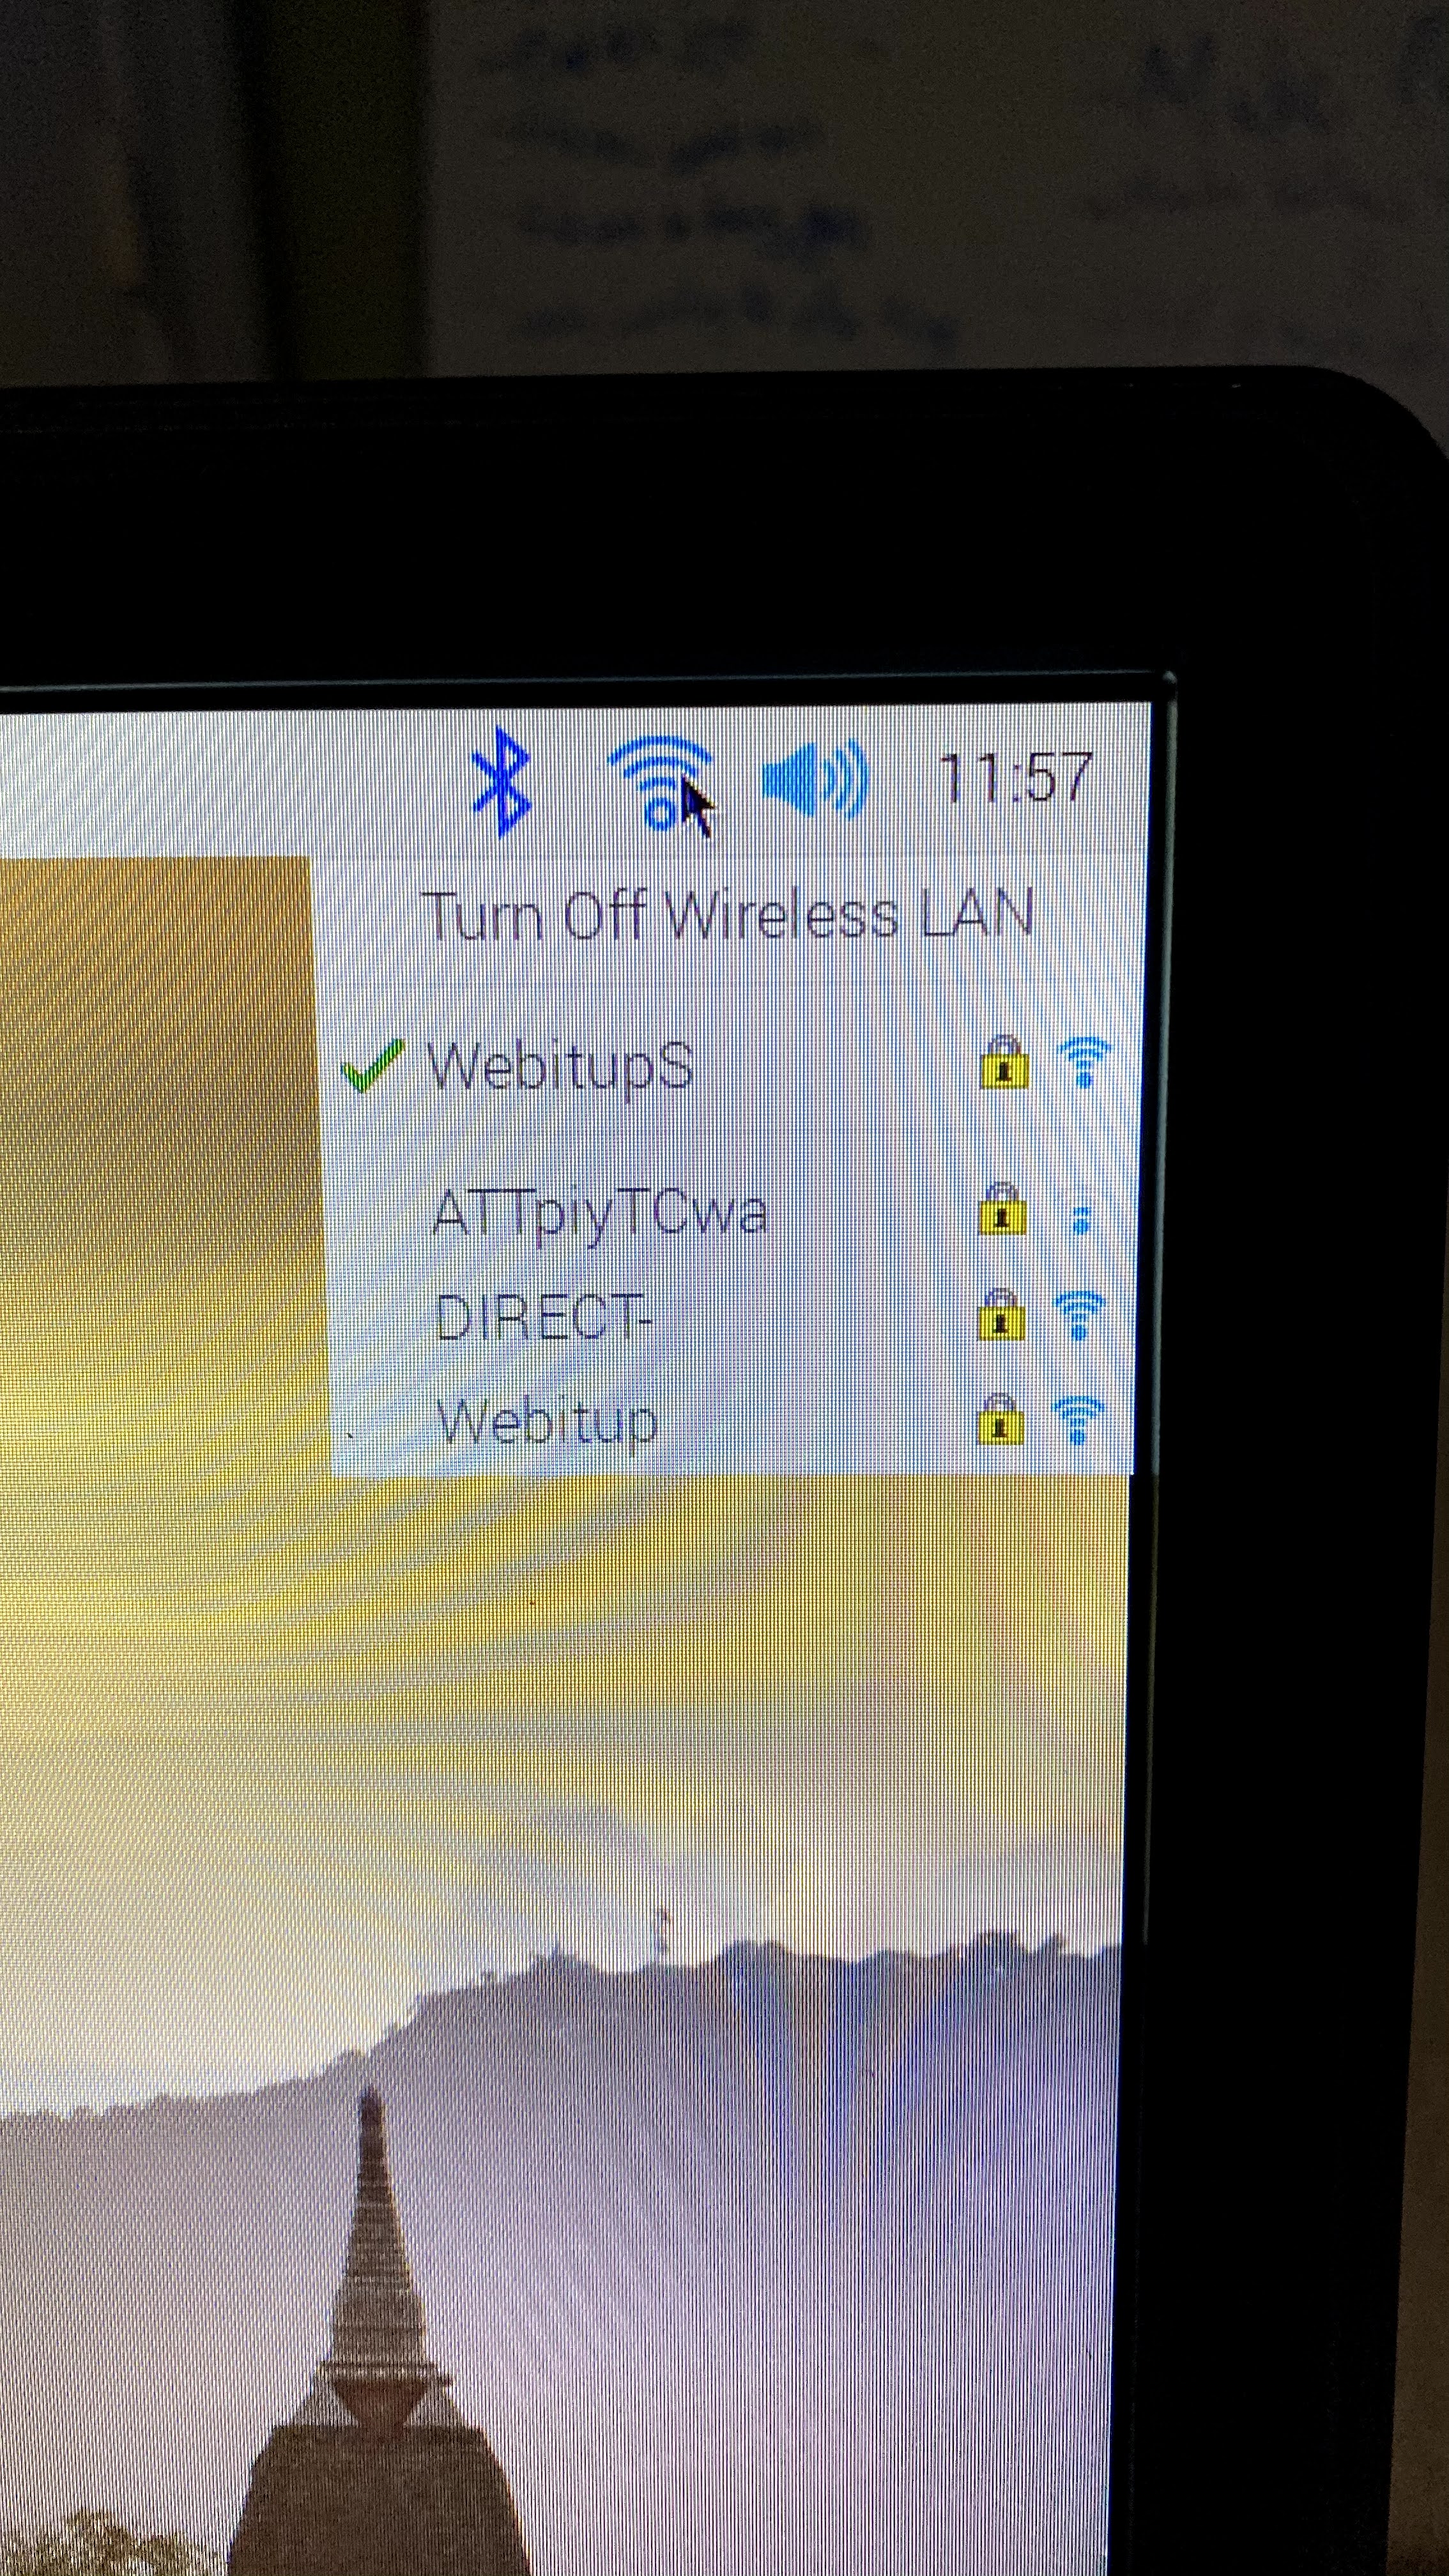 11:57
Turn Off Wireless LAN
WebitupS
ATTpiyTCwa
DIRECT-
Webitup